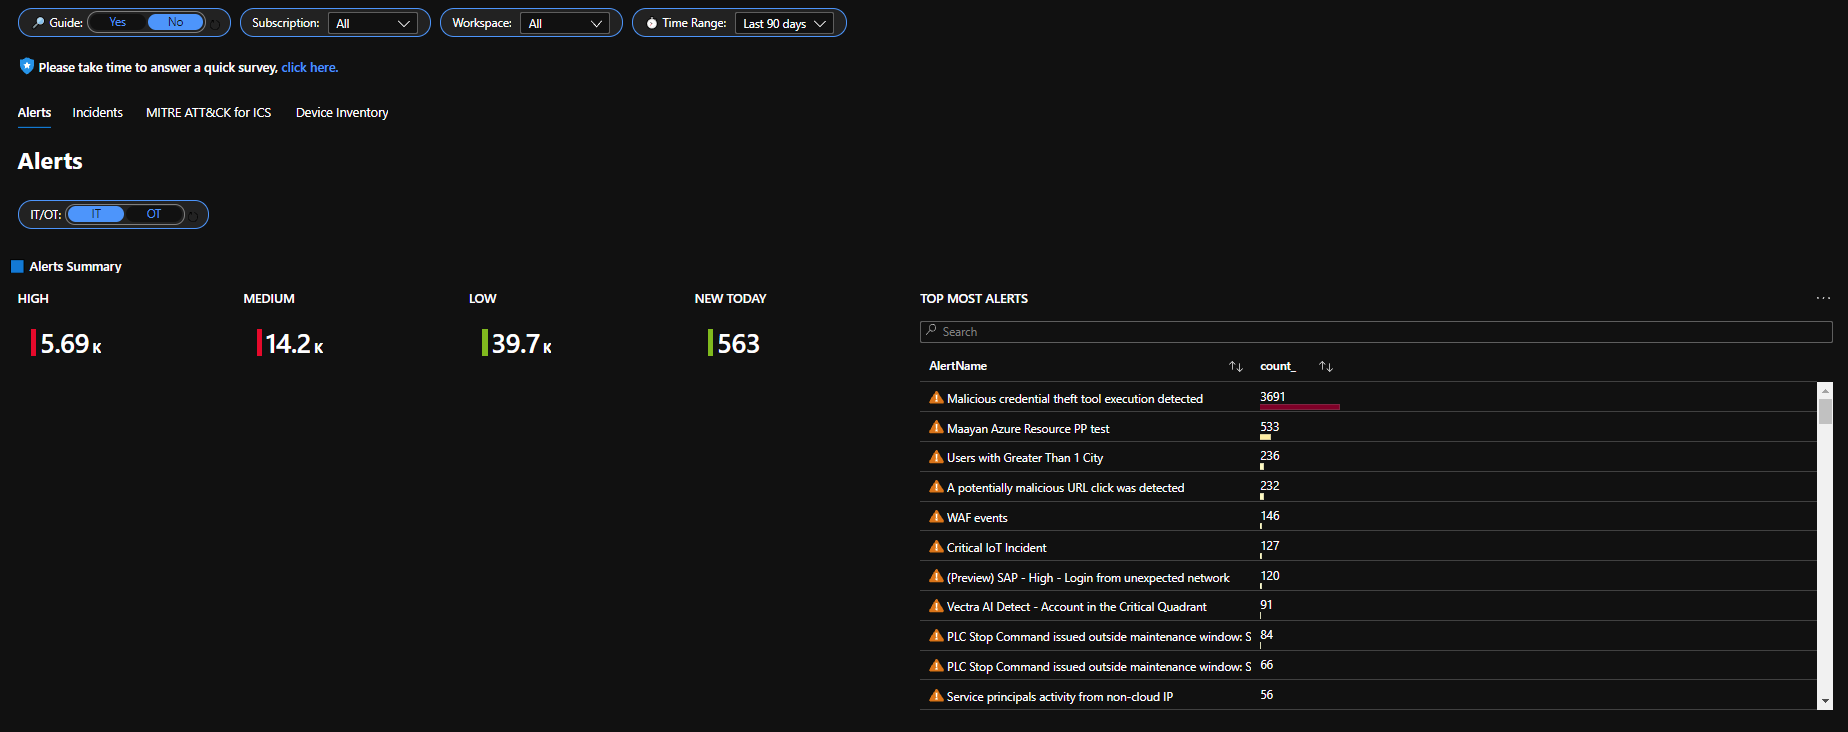 Guide: Yes No Subscription: All Workspace: All Time Range: Last 90 days
Please take time to answer a quick survey, click here.
Alerts Incidents MITRE ATT&CK for ICS Device Inventory
Alerts
IT/OT: IT OT
Alerts Summary
HIGH MEDIUM LOW NEW TODAY
5.69 K 14.2 K 39.7 K 563
TOP MOST ALERTS
Search
AlertName count_
Malicious credential theft tool execution detected 3691
Maayan Azure Resource PP test 533
Users with Greater Than 1 City 236
A potentially malicious URL click was detected 232
WAF events 146
Critical IoT Incident 127
(Preview) SAP - High - Login from unexpected network 120
Vectra AI Detect - Account in the Critical Quadrant 91
PLC Stop Command issued outside maintenance window: S 84
PLC Stop Command issued outside maintenance window: S 66
Service principals activity from non-cloud IP 56